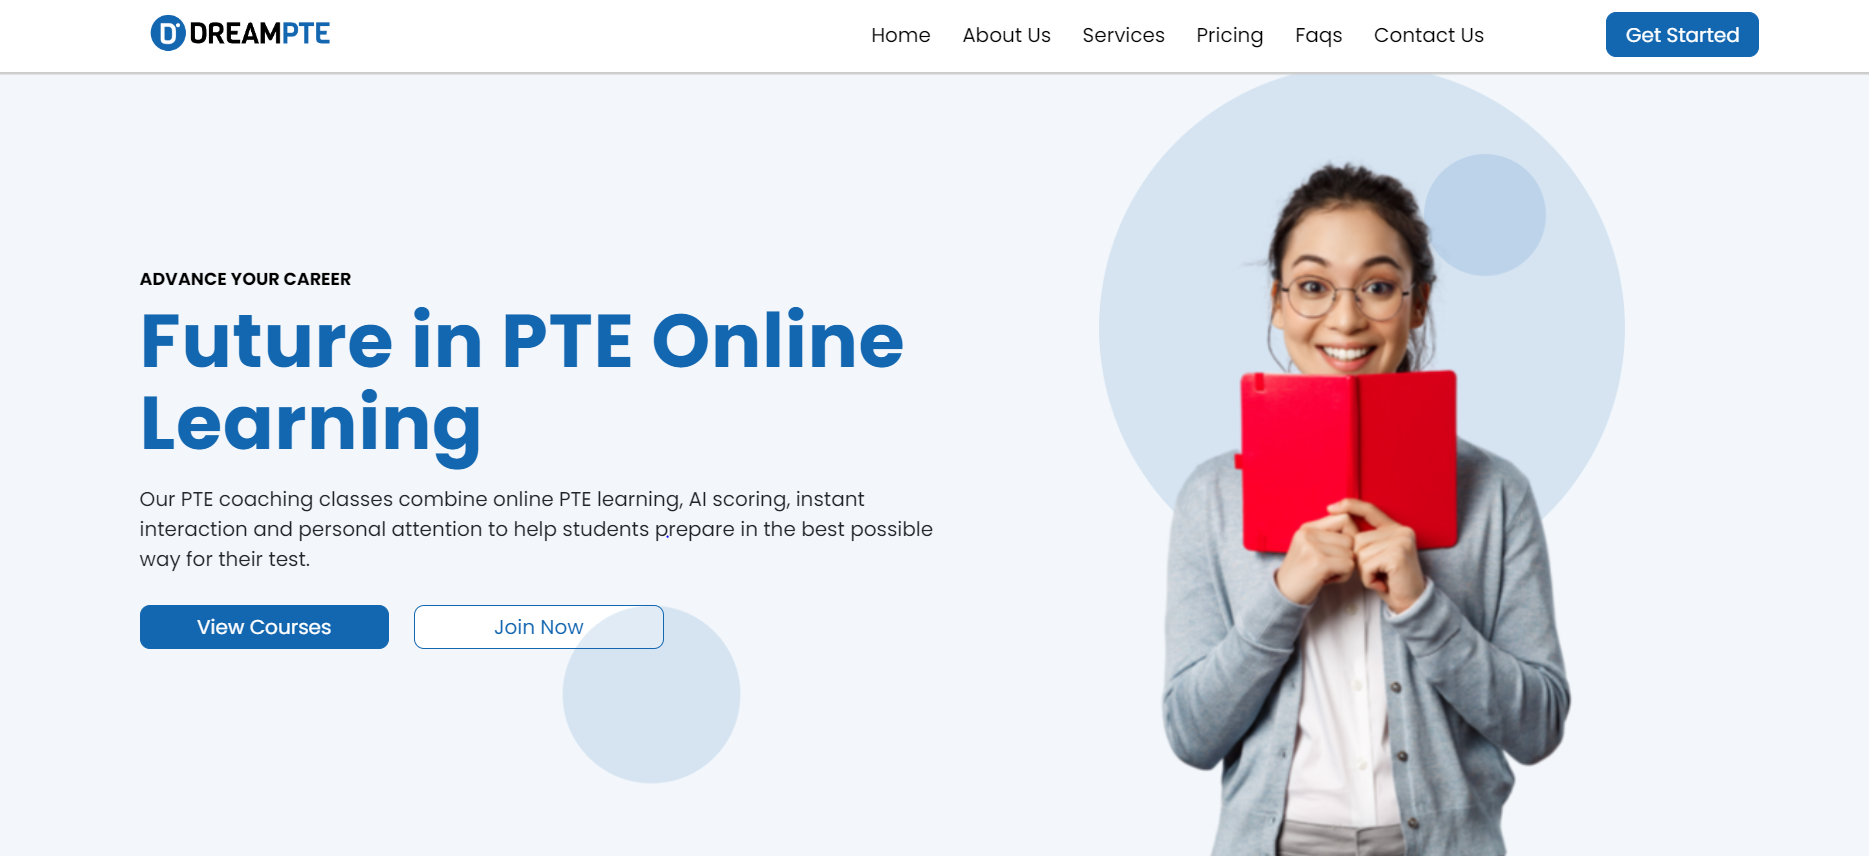 DREAMPTE
Home About Us Services Pricing Faqs Contact Us Get Started
ADVANCE YOUR CAREER
Future in PTE Online
Learning
Our PTE coaching classes combine online PTE learning, AI scoring, instant
interaction and personal attention to help students prepare in the best possible
way for their test.
View Courses Join Now